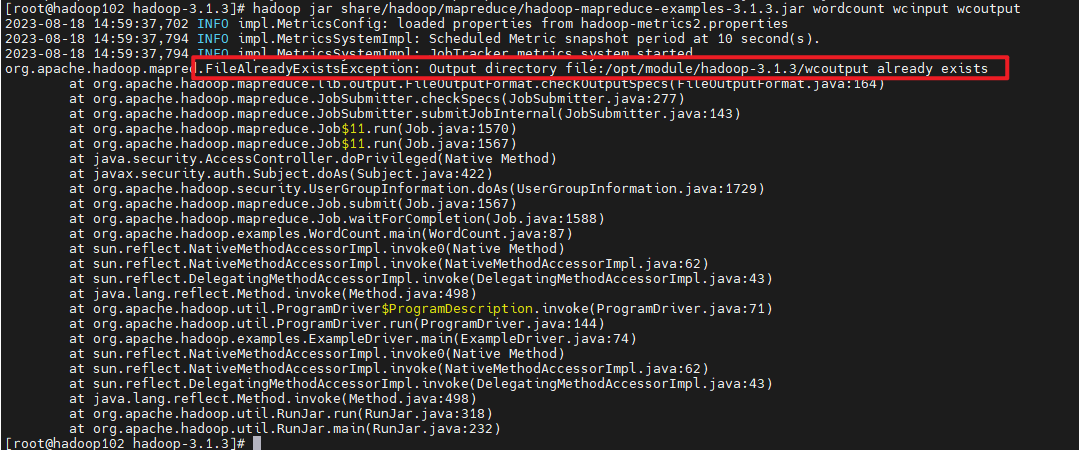 [root@hadoop102 hadoop-3.1.3]# hadoop jar share/hadoop/mapreduce/hadoop-mapreduce-examples-3.1.3.jar wordcount wcinput wcoutput
2023-08-18 14:59:37,702 INFO impl.MetricsConfig: loaded properties from hadoop-metrics2.properties
2023-08-18 14:59:37,794 INFO impl.MetricsSystemImpl: Scheduled Metric snapshot period at 10 second(s).
2023-08-18 14:59:37,794 INFO impl.MetricsSystemImpl: JobTracker metrics system started
org.apache.hadoop.mapred.FileAlreadyExistsException: Output directory file:/opt/module/hadoop-3.1.3/wcoutput already exists
at org.apache.hadoop.mapreduce.lib.output.FileOutputFormat.checkOutputSpecs(FileOutputFormat.java:164)
at org.apache.hadoop.mapreduce.JobSubmitter.checkSpecs(JobSubmitter.java:277)
at org.apache.hadoop.mapreduce.JobSubmitter.submitJobInternal(JobSubmitter.java:143)
at org.apache.hadoop.mapreduce.Job$11.run(Job.java:1570)
at org.apache.hadoop.mapreduce.Job$11.run(Job.java:1567)
at java.security.AccessController.doPrivileged(Native Method)
at javax.security.auth.Subject.doAs(Subject.java:422)
at org.apache.hadoop.security.UserGroupInformation.doAs(UserGroupInformation.java:1729)
at org.apache.hadoop.mapreduce.Job.submit(Job.java:1567)
at org.apache.hadoop.mapreduce.Job.waitForCompletion(Job.java:1588)
at org.apache.hadoop.examples.WordCount.main(WordCount.java:87)
at sun.reflect.NativeMethodAccessorImpl.invoke0(Native Method)
at sun.reflect.NativeMethodAccessorImpl.invoke(NativeMethodAccessorImpl.java:62)
at sun.reflect.DelegatingMethodAccessorImpl.invoke(DelegatingMethodAccessorImpl.java:43)
at java.lang.reflect.Method.invoke(Method.java:498)
at org.apache.hadoop.util.ProgramDriver$ProgramDescription.invoke(ProgramDriver.java:71)
at org.apache.hadoop.util.ProgramDriver.run(ProgramDriver.java:144)
at org.apache.hadoop.examples.ExampleDriver.main(ExampleDriver.java:74)
at sun.reflect.NativeMethodAccessorImpl.invoke0(Native Method)
at sun.reflect.NativeMethodAccessorImpl.invoke(NativeMethodAccessorImpl.java:62)
at sun.reflect.DelegatingMethodAccessorImpl.invoke(DelegatingMethodAccessorImpl.java:43)
at java.lang.reflect.Method.invoke(Method.java:498)
at org.apache.hadoop.util.RunJar.run(RunJar.java:318)
at org.apache.hadoop.util.RunJar.main(RunJar.java:232)
[root@hadoop102 hadoop-3.1.3]#